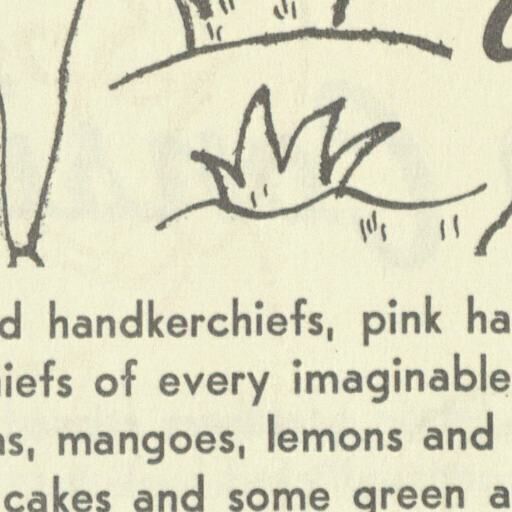 d handkerchiefs, pink ha
iefs of every imaginable
s, mangoes, lemons and
cakes and some green a